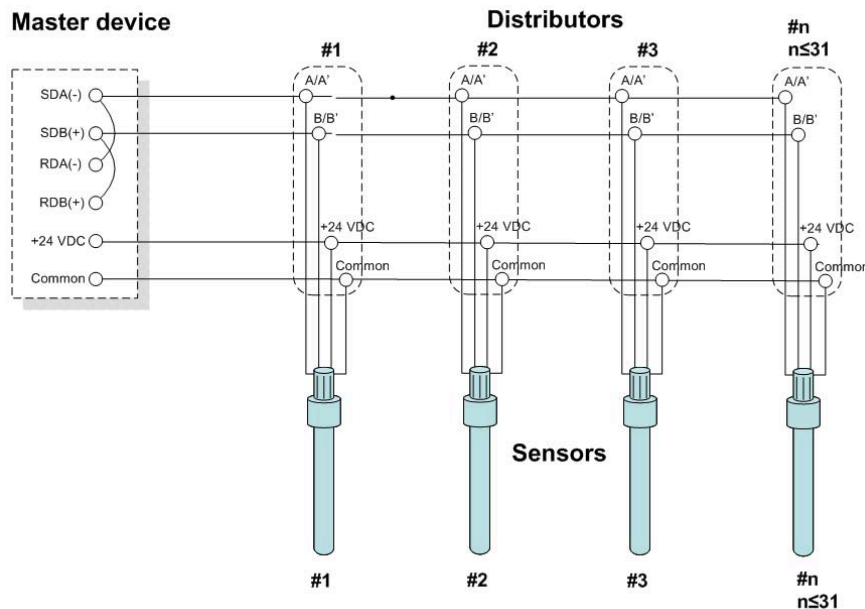 Master device
Distributors
#1
#2
#3
#n
n≤31
SDA(-)
SDB(+)
RDA(-)
RDB(+)
+24 VDC
Common
A/A'
B/B'
+24 VDC
Common
A/A'
B/B'
+24 VDC
Common
A/A'
B/B'
+24 VDC
Common
A/A'
B/B'
+24 VDC
Common
Sensors
#1
#2
#3
#n
n≤31